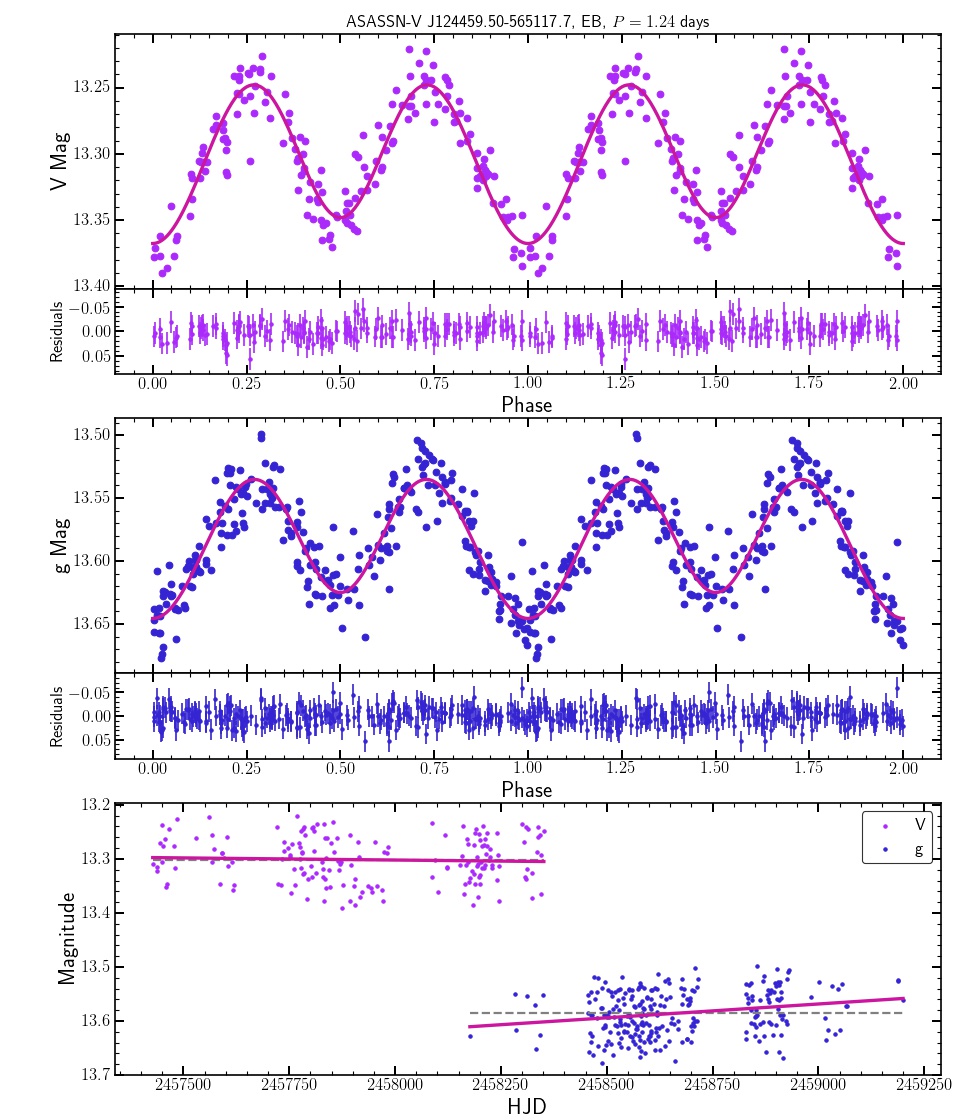 ASASSN-V J124459.50-565117.7, EB, P = 1.24 days
V Mag
13.25
13.30
13.35
13.40
Residuals
−0.05
0.00
0.05
0.00 0.25 0.50 0.75 1.00 1.25 1.50 1.75 2.00
Phase
g Mag
13.50
13.55
13.60
13.65
Residuals
−0.05
0.00
0.05
0.00 0.25 0.50 0.75 1.00 1.25 1.50 1.75 2.00
Phase
Magnitude
13.2
13.3
13.4
13.5
13.6
13.7
V
g
2457500 2457750 2458000 2458250 2458500 2458750 2459000 2459250
HJD